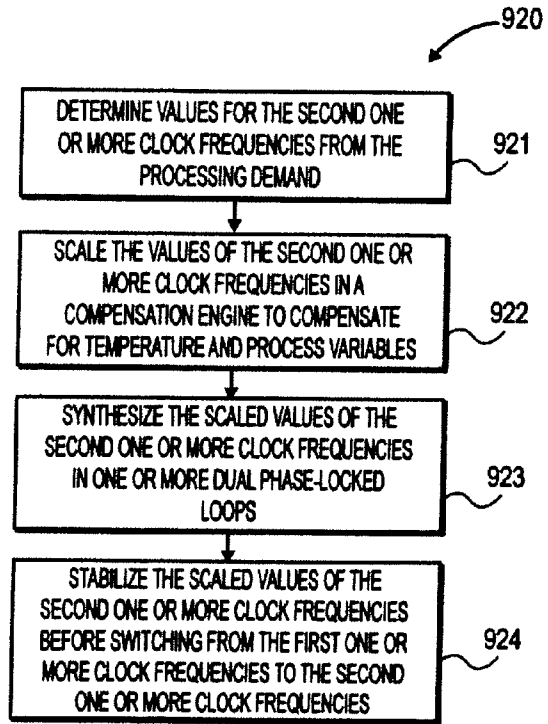 920
DETERMINE VALUES FOR THE SECOND ONE
OR MORE CLOCK FREQUENCIES FROM THE
PROCESSING DEMAND
921
SCALE THE VALUES OF THE SECOND ONE OR
MORE CLOCK FREQUENCIES IN A
COMPENSATION ENGINE TO COMPENSATE
FOR TEMPERATURE AND PROCESS VARIABLES
922
SYNTHESIZE THE SCALED VALUES OF THE
SECOND ONE OR MORE CLOCK FREQUENCIES
IN ONE OR MORE DUAL PHASE-LOCKED
LOOPS
923
STABILIZE THE SCALED VALUES OF THE
SECOND ONE OR MORE CLOCK FREQUENCIES
BEFORE SWITCHING FROM THE FIRST ONE OR
MORE CLOCK FREQUENCIES TO THE SECOND
ONE OR MORE CLOCK FREQUENCIES
924